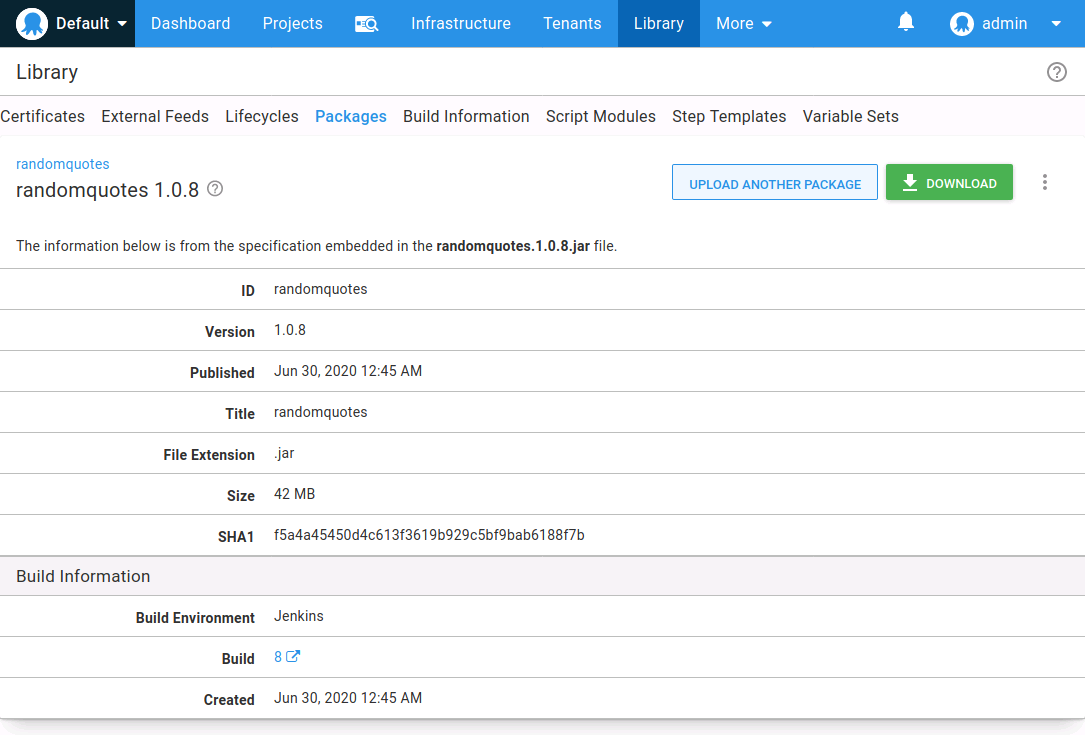 Default Dashboard Projects Infrastructure Tenants Library More admin
Library
Certificates External Feeds Lifecycles Packages Build Information Script Modules Step Templates Variable Sets
randomquotes
randomquotes 1.0.8
UPLOAD ANOTHER PACKAGE DOWNLOAD
The information below is from the specification embedded in the randomquotes.1.0.8.jar file.
ID randomquotes
Version 1.0.8
Published Jun 30, 2020 12:45 AM
Title randomquotes
File Extension .jar
Size 42 MB
SHA1 f5a4a45450d4c613f3619b929c5bf9bab6188f7b
Build Information
Build Environment Jenkins
Build 8
Created Jun 30, 2020 12:45 AM